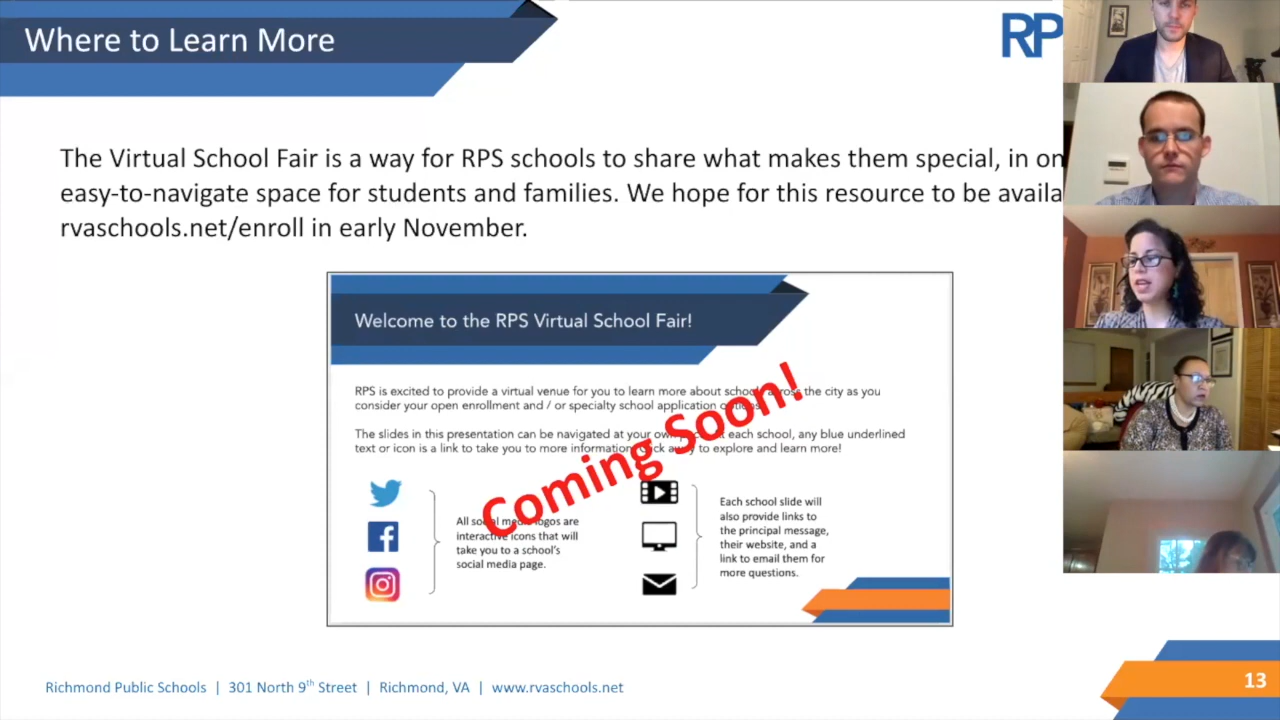 Where to Learn More
RP
The Virtual School Fair is a way for RPS schools to share what makes them special, in on
easy-to-navigate space for students and families. We hope for this resource to be availa
rvaschools.net/enroll in early November.
Welcome to the RPS Virtual School Fair!
RPS is excited to provide a virtual venue for you to learn more about schools across the city as you
consider your open enrollment and / or specialty school application options.
The slides in this presentation can be navigated at your own each school, any blue underlined
text or icon is a link to take you to more information. Click away to explore and learn more!
Coming Soon!
All social media logos are
interactive icons that will
take you to a school's
social media page.
Each school slide will
also provide links to
the principal message,
their website, and a
link to email them for
more questions.
Richmond Public Schools | 301 North 9th Street | Richmond, VA | www.rvaschools.net
13